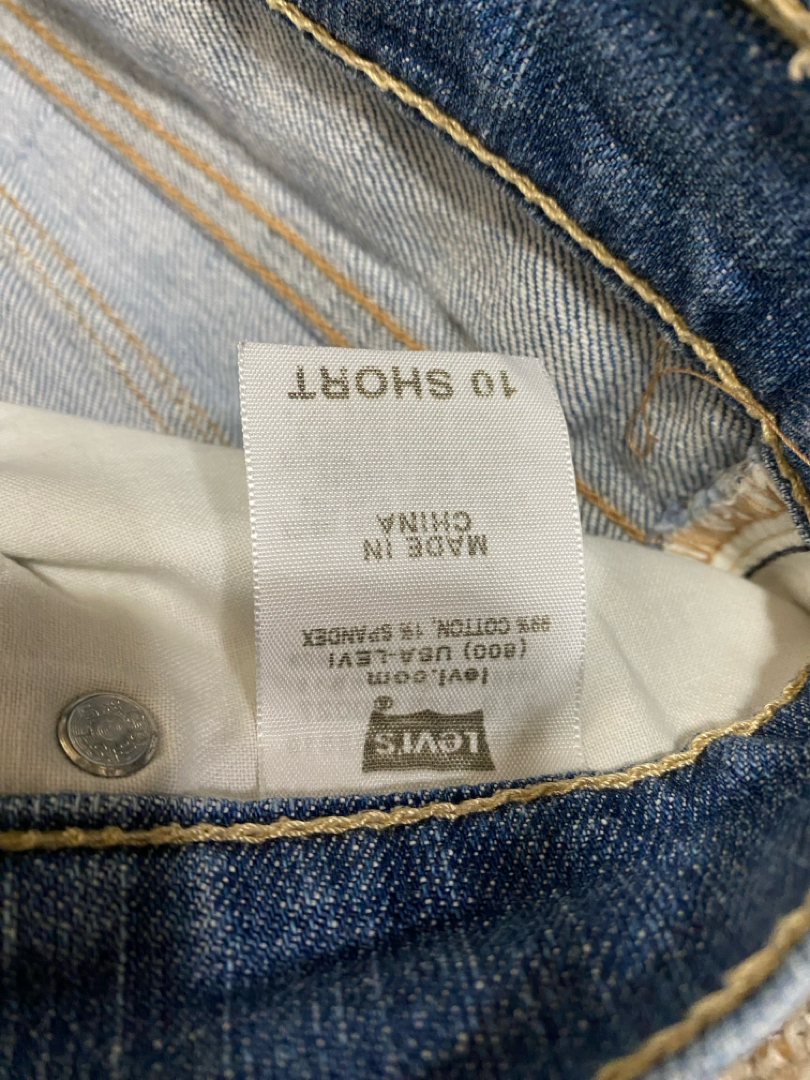 LEVI'S
®
levi.com
(800) USA-LEVI
99% COTTON, 1% SPANDEX
MADE IN
CHINA
10 SHORT